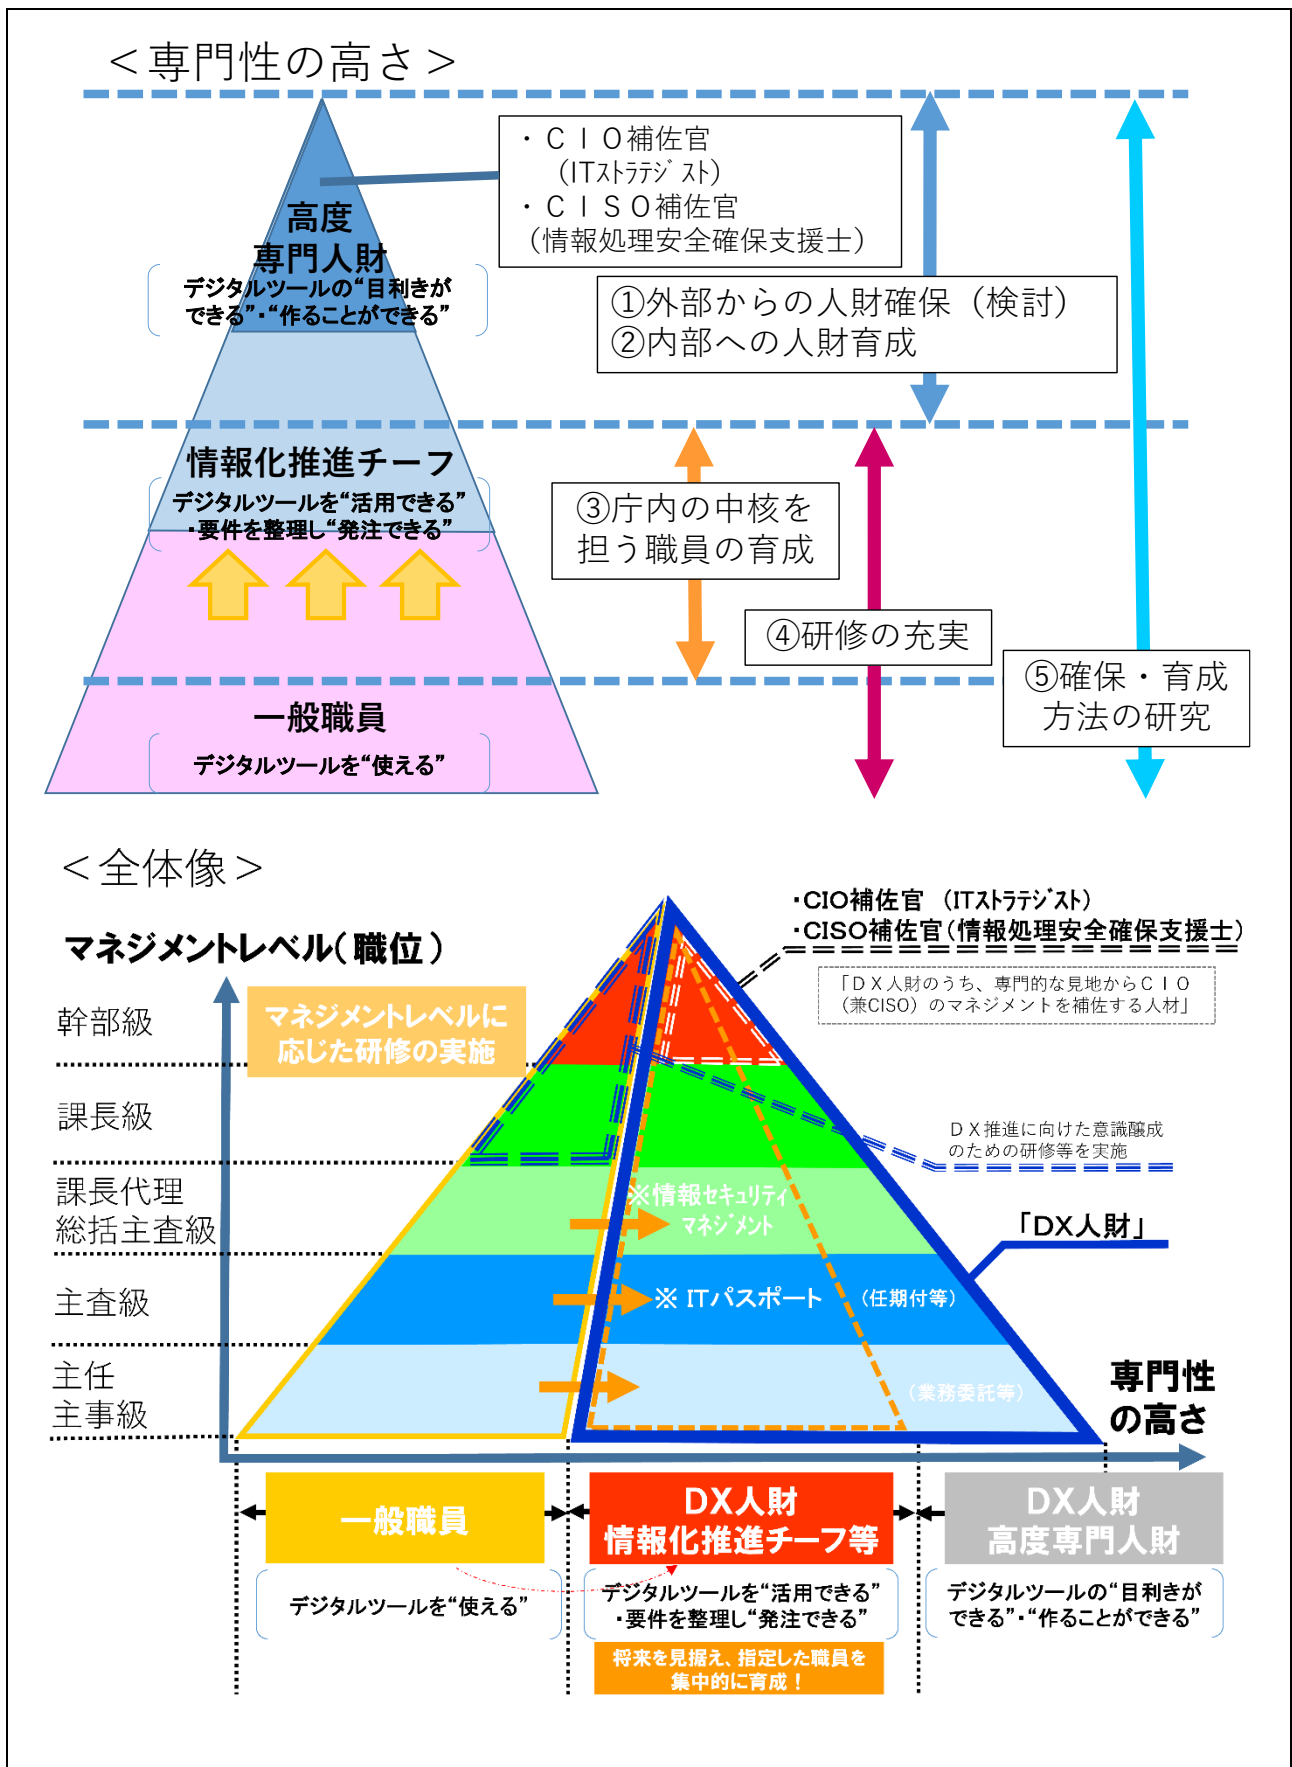 ＜専門性の高さ＞
・ＣＩＯ補佐官
（ITｽﾄﾗﾃｼﾞｽﾄ）
・ＣＩＳＯ補佐官
（情報処理安全確保支援士）
高度
専門人財
デジタルツールの“目利きが
できる”・“作ることができる”
①外部からの人財確保（検討）
②内部への人財育成
情報化推進チーフ
デジタルツールを“活用できる”
・要件を整理し“発注できる”
③庁内の中核を
担う職員の育成
④研修の充実
⑤確保・育成
方法の研究
一般職員
デジタルツールを“使える”
＜全体像＞
・CIO補佐官 （ITｽﾄﾗﾃｼﾞｽﾄ）
・CISO補佐官（情報処理安全確保支援士）
マネジメントレベル（職位）
「ＤＸ人財のうち、専門的な見地からＣＩＯ
（兼CISO）のマネジメントを補佐する人材」
幹部級
マネジメントレベルに
応じた研修の実施
課長級
ＤＸ推進に向けた意識醸成
のための研修等を実施
課長代理
総括主査級
※情報ｾｷｭﾘﾃｨ
ﾏﾈｼﾞﾒﾝﾄ
「DX人財」
主査級
※ ITパスポート
（任期付等）
主任
主事級
（業務委託等）
専門性
の高さ
一般職員
DX人財
情報化推進チーフ等
DX人財
高度専門人財
デジタルツールを“使える”
デジタルツールを“活用できる”
・要件を整理し“発注できる”
デジタルツールの“目利きが
できる”・“作ることができる”
将来を見据え、指定した職員を
集中的に育成！